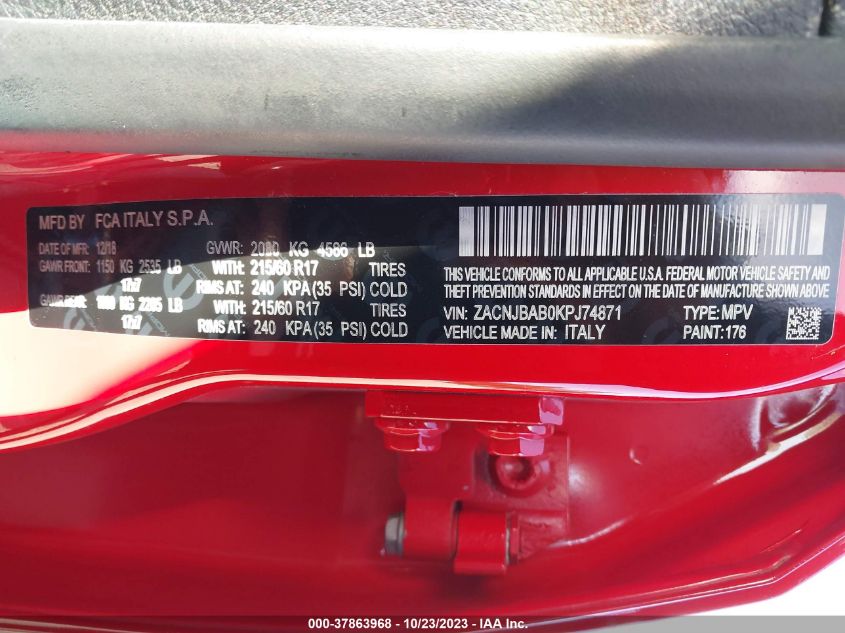 MFD BY FCA ITALY S.P.A.
DATE OF MFR: 12/18 GVWR: 2080 KG 4586 LB
GAWR FRONT: 1150 KG 2535 LB WITH: 215/60 R17 TIRES
17x7 RIMS AT: 240 KPA (35 PSI) COLD
GAWR REAR: KG LB WITH: 215/60 R17 TIRES
17x7 RIMS AT: 240 KPA (35 PSI) COLD
THIS VEHICLE CONFORMS TO ALL APPLICABLE U.S.A. FEDERAL MOTOR VEHICLE SAFETY AND
THEFT PREVENTION STANDARDS IN EFFECT ON THE DATE OF MANUFACTURE SHOWN ABOVE.
VIN: ZACNJBAB0KPJ74871 TYPE: MPV
VEHICLE MADE IN: ITALY PAINT: 176
000-37863968 - 10/23/2023 - IAA Inc.